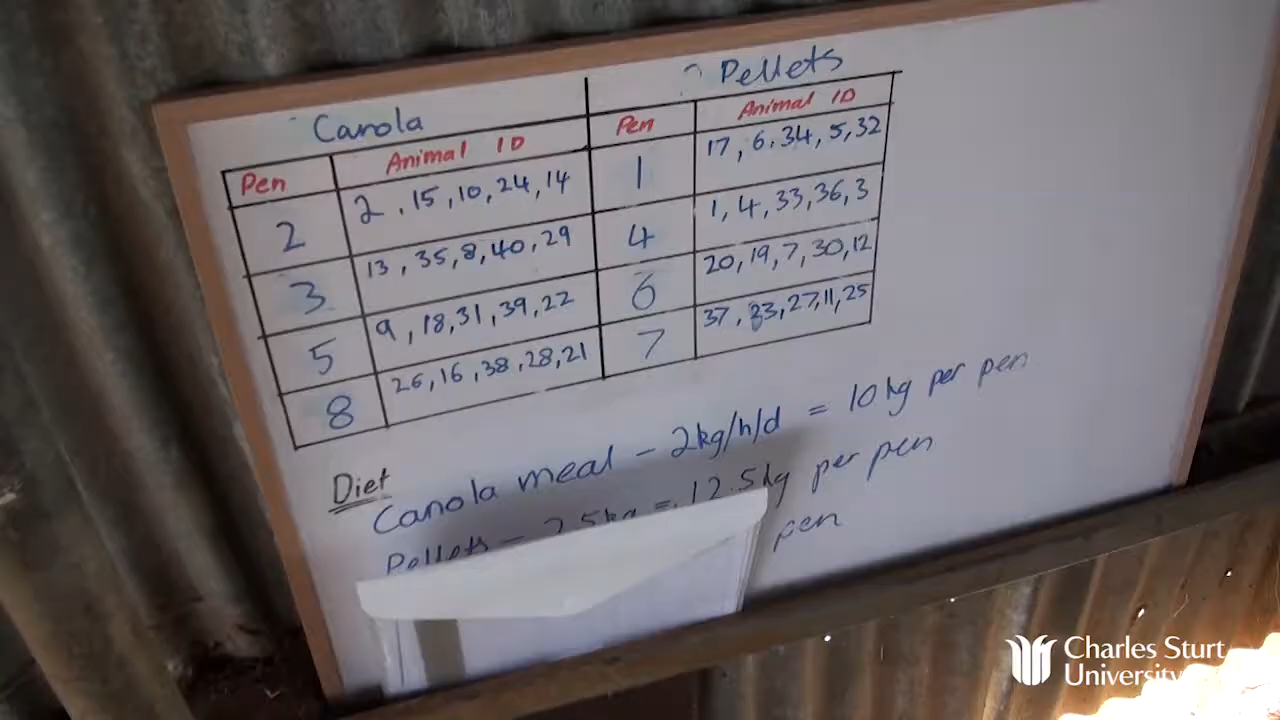 Canola
Pellets
Pen Animal ID Pen Animal ID
2 2, 15, 10, 24, 14 1 17, 6, 34, 5, 32
3 13, 35, 8, 40, 29 4 1, 4, 33, 36, 3
5 9, 18, 31, 39, 22 6 20, 19, 7, 30, 12
8 26, 16, 38, 28, 21 7 37, 23, 27, 11, 25
Diet
Canola meal - 2kg/h/d = 10kg per pen
Pellets - 2.5kg = 12.5kg per pen
pen
Charles Sturt
University